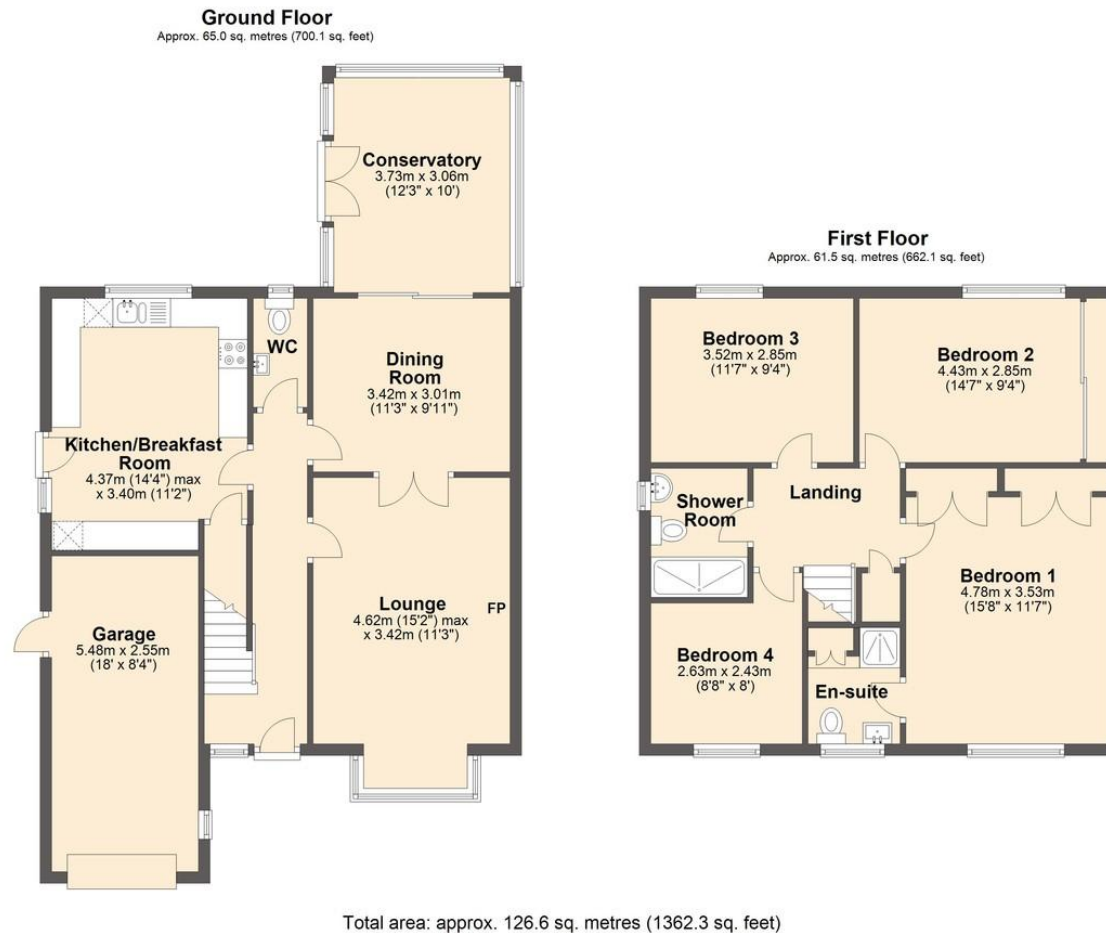 Ground Floor
Approx. 65.0 sq. metres (700.1 sq. feet)
Conservatory
3.73m x 3.06m
(12'3" x 10')
WC
Dining
Room
3.42m x 3.01m
(11'3" x 9'11")
Kitchen/Breakfast
Room
4.37m (14'4") max
x 3.40m (11'2")
Lounge
4.62m (15'2") max
x 3.42m (11'3")
FP
Garage
5.48m x 2.55m
(18' x 8'4")
First Floor
Approx. 61.5 sq. metres (662.1 sq. feet)
Bedroom 3
3.52m x 2.85m
(11'7" x 9'4")
Bedroom 2
4.43m x 2.85m
(14'7" x 9'4")
Shower
Room
Landing
Bedroom 1
4.78m x 3.53m
(15'8" x 11'7")
Bedroom 4
2.63m x 2.43m
(8'8" x 8')
En-suite
Total area: approx. 126.6 sq. metres (1362.3 sq. feet)